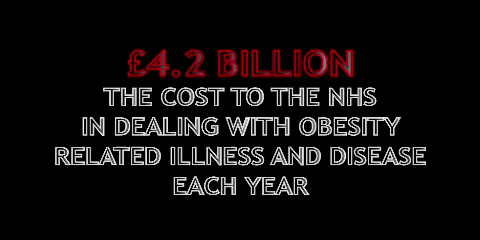 £4.2 BILLION
THE COST TO THE NHS
IN DEALING WITH OBESITY
RELATED ILLNESS AND DISEASE
EACH YEAR